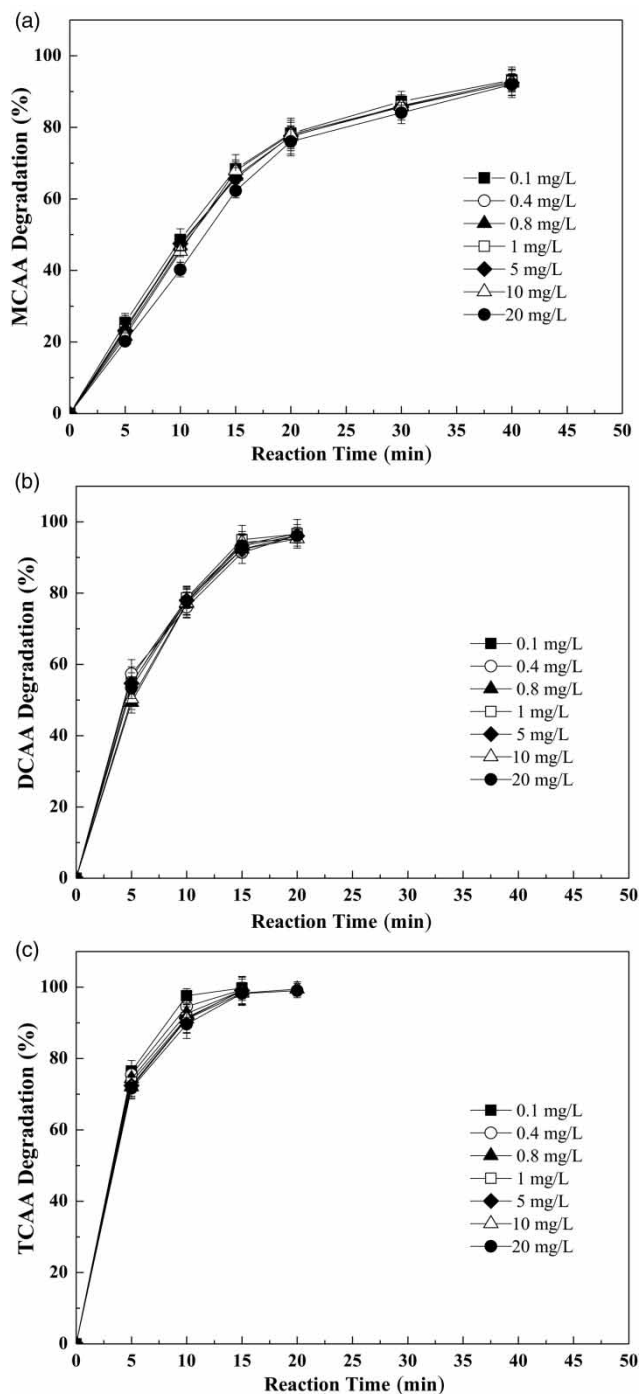 (a)
100
80
60
40
20
0
MCAA Degradation (%)
0.1 mg/L
0.4 mg/L
0.8 mg/L
1 mg/L
5 mg/L
10 mg/L
20 mg/L
0 5 10 15 20 25 30 35 40 45 50
Reaction Time (min)
(b)
100
80
60
40
20
0
DCAA Degradation (%)
0.1 mg/L
0.4 mg/L
0.8 mg/L
1 mg/L
5 mg/L
10 mg/L
20 mg/L
0 5 10 15 20 25 30 35 40 45 50
Reaction Time (min)
(c)
100
80
60
40
20
0
TCAA Degradation (%)
0.1 mg/L
0.4 mg/L
0.8 mg/L
1 mg/L
5 mg/L
10 mg/L
20 mg/L
0 5 10 15 20 25 30 35 40 45 50
Reaction Time (min)